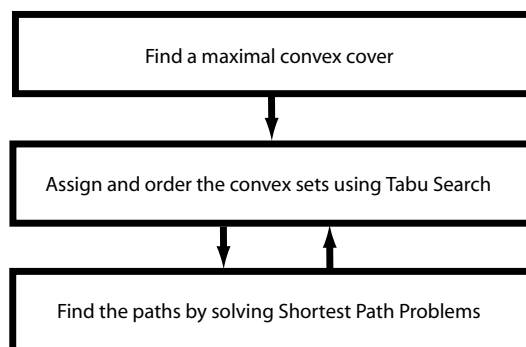 Find a maximal convex cover
Assign and order the convex sets using Tabu Search
Find the paths by solving Shortest Path Problems